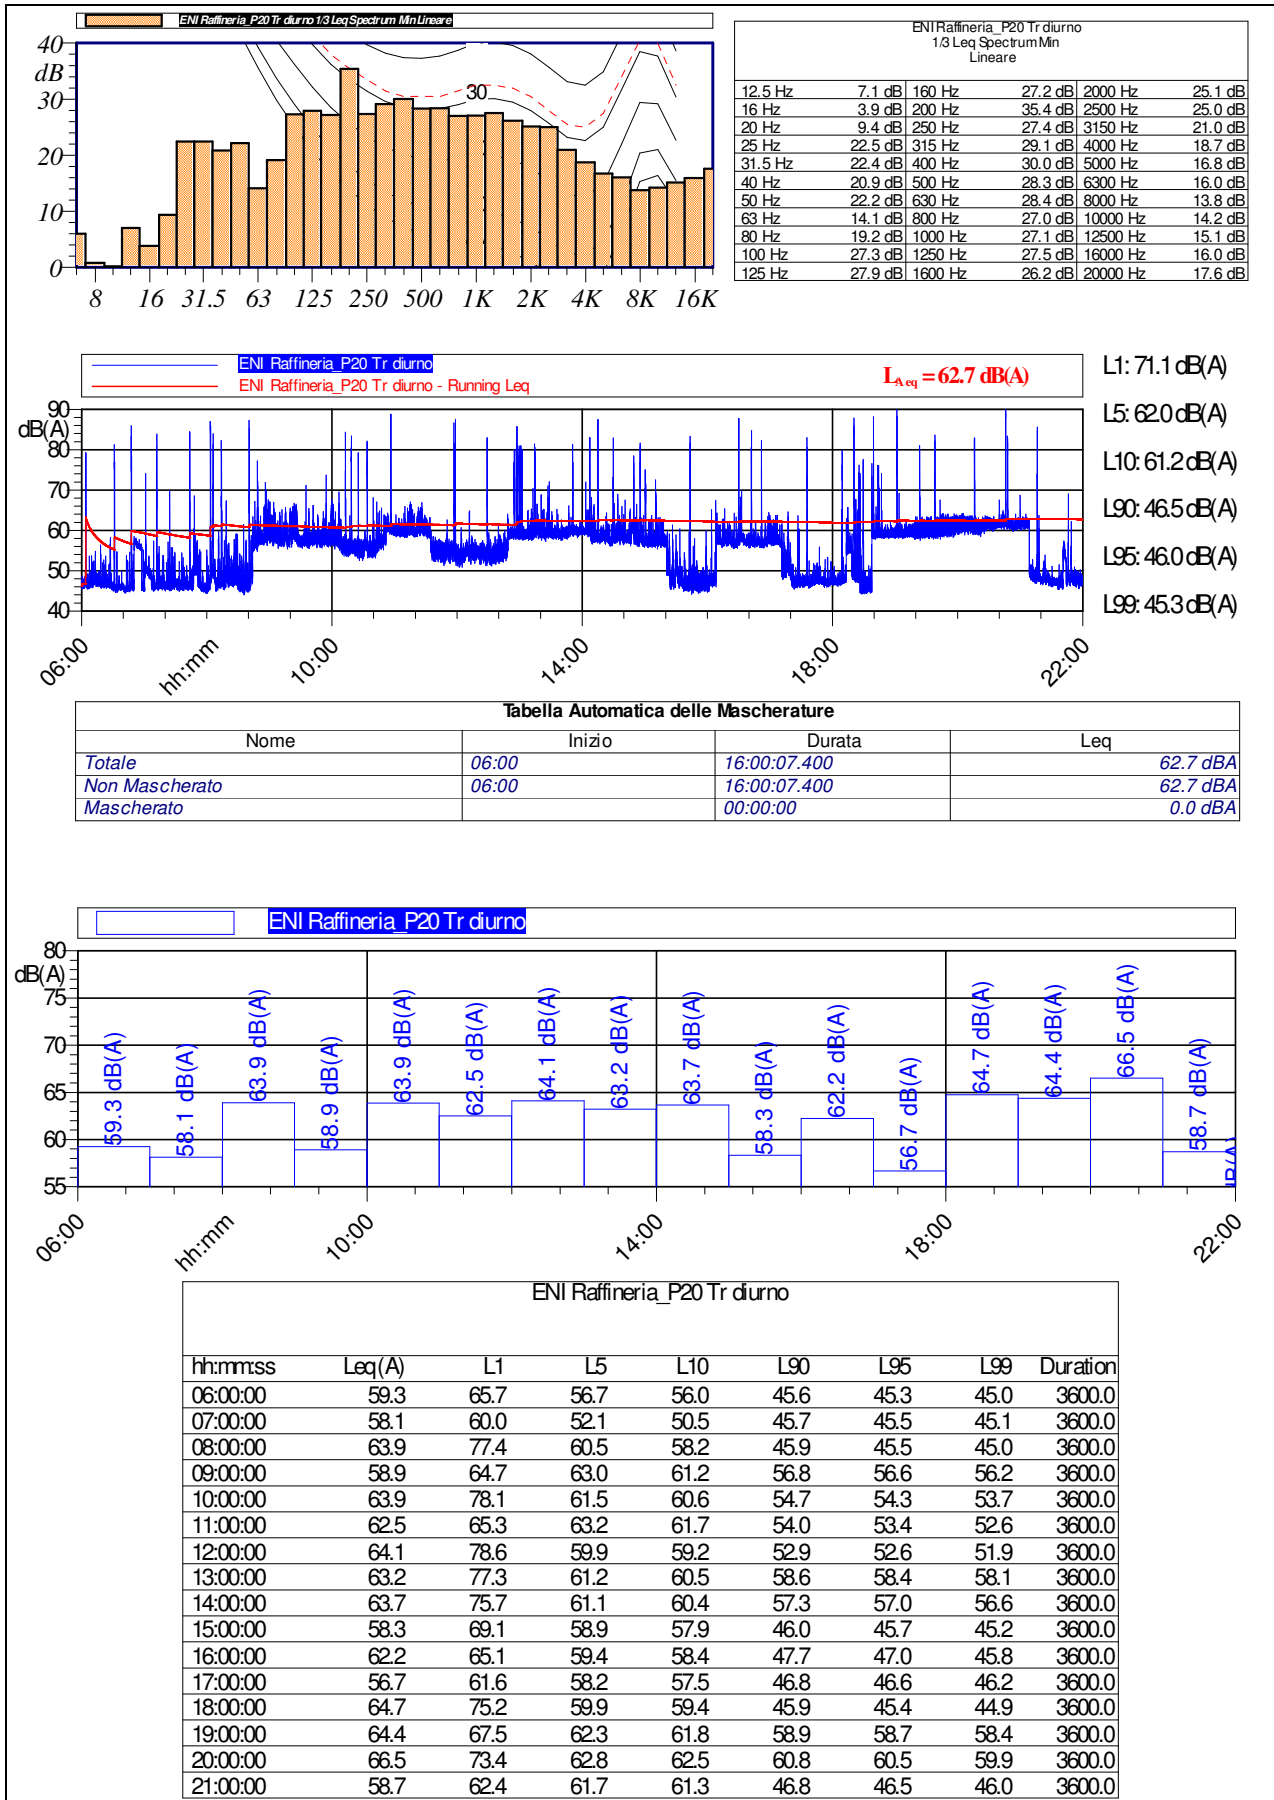 ENI Raffineria_P20 Tr diurno 1/3 Leq Spectrum Min Lineare
40
dB
30
20
10
0
30
8 16 31.5 63 125 250 500 1K 2K 4K 8K 16K
ENI Raffineria_P20 Tr diurno
1/3 Leq Spectrum Min
Lineare
12.5 Hz 7.1 dB 160 Hz 27.2 dB 2000 Hz 25.1 dB
16 Hz 3.9 dB 200 Hz 35.4 dB 2500 Hz 25.0 dB
20 Hz 9.4 dB 250 Hz 27.4 dB 3150 Hz 21.0 dB
25 Hz 22.5 dB 315 Hz 29.1 dB 4000 Hz 18.7 dB
31.5 Hz 22.4 dB 400 Hz 30.0 dB 5000 Hz 16.8 dB
40 Hz 20.9 dB 500 Hz 28.3 dB 6300 Hz 16.0 dB
50 Hz 22.2 dB 630 Hz 28.4 dB 8000 Hz 13.8 dB
63 Hz 14.1 dB 800 Hz 27.0 dB 10000 Hz 14.2 dB
80 Hz 19.2 dB 1000 Hz 27.1 dB 12500 Hz 15.1 dB
100 Hz 27.3 dB 1250 Hz 27.5 dB 16000 Hz 16.0 dB
125 Hz 27.9 dB 1600 Hz 26.2 dB 20000 Hz 17.6 dB
ENI Raffineria_P20 Tr diurno
ENI Raffineria_P20 Tr diurno - Running Leq
LAeq = 62.7 dB(A)
90
dB(A)
80
70
60
50
40
06:00 hh:mm 10:00 14:00 18:00 22:00
L1: 71.1 dB(A)
L5: 62.0 dB(A)
L10: 61.2 dB(A)
L90: 46.5 dB(A)
L95: 46.0 dB(A)
L99: 45.3 dB(A)
Tabella Automatica delle Mascherature
Nome Inizio Durata Leq
Totale 06:00 16:00:07.400 62.7 dBA
Non Mascherato 06:00 16:00:07.400 62.7 dBA
Mascherato 00:00:00 0.0 dBA
ENI Raffineria_P20 Tr diurno
80
dB(A)
75
70
65
60
55
59.3 dB(A)
58.1 dB(A)
63.9 dB(A)
58.9 dB(A)
63.9 dB(A)
62.5 dB(A)
64.1 dB(A)
63.2 dB(A)
63.7 dB(A)
58.3 dB(A)
62.2 dB(A)
56.7 dB(A)
64.7 dB(A)
64.4 dB(A)
66.5 dB(A)
58.7 dB(A)
06:00 hh:mm 10:00 14:00 18:00 22:00
ENI Raffineria_P20 Tr diurno
hh:mm:ss Leq(A) L1 L5 L10 L90 L95 L99 Duration
06:00:00 59.3 65.7 56.7 56.0 45.6 45.3 45.0 3600.0
07:00:00 58.1 60.0 52.1 50.5 45.7 45.5 45.1 3600.0
08:00:00 63.9 77.4 60.5 58.2 45.9 45.5 45.0 3600.0
09:00:00 58.9 64.7 63.0 61.2 56.8 56.6 56.2 3600.0
10:00:00 63.9 78.1 61.5 60.6 54.7 54.3 53.7 3600.0
11:00:00 62.5 65.3 63.2 61.7 54.0 53.4 52.6 3600.0
12:00:00 64.1 78.6 59.9 59.2 52.9 52.6 51.9 3600.0
13:00:00 63.2 77.3 61.2 60.5 58.6 58.4 58.1 3600.0
14:00:00 63.7 75.7 61.1 60.4 57.3 57.0 56.6 3600.0
15:00:00 58.3 69.1 58.9 57.9 46.0 45.7 45.2 3600.0
16:00:00 62.2 65.1 59.4 58.4 47.7 47.0 45.8 3600.0
17:00:00 56.7 61.6 58.2 57.5 46.8 46.6 46.2 3600.0
18:00:00 64.7 75.2 59.9 59.4 45.9 45.4 44.9 3600.0
19:00:00 64.4 67.5 62.3 61.8 58.9 58.7 58.4 3600.0
20:00:00 66.5 73.4 62.8 62.5 60.8 60.5 59.9 3600.0
21:00:00 58.7 62.4 61.7 61.3 46.8 46.5 46.0 3600.0